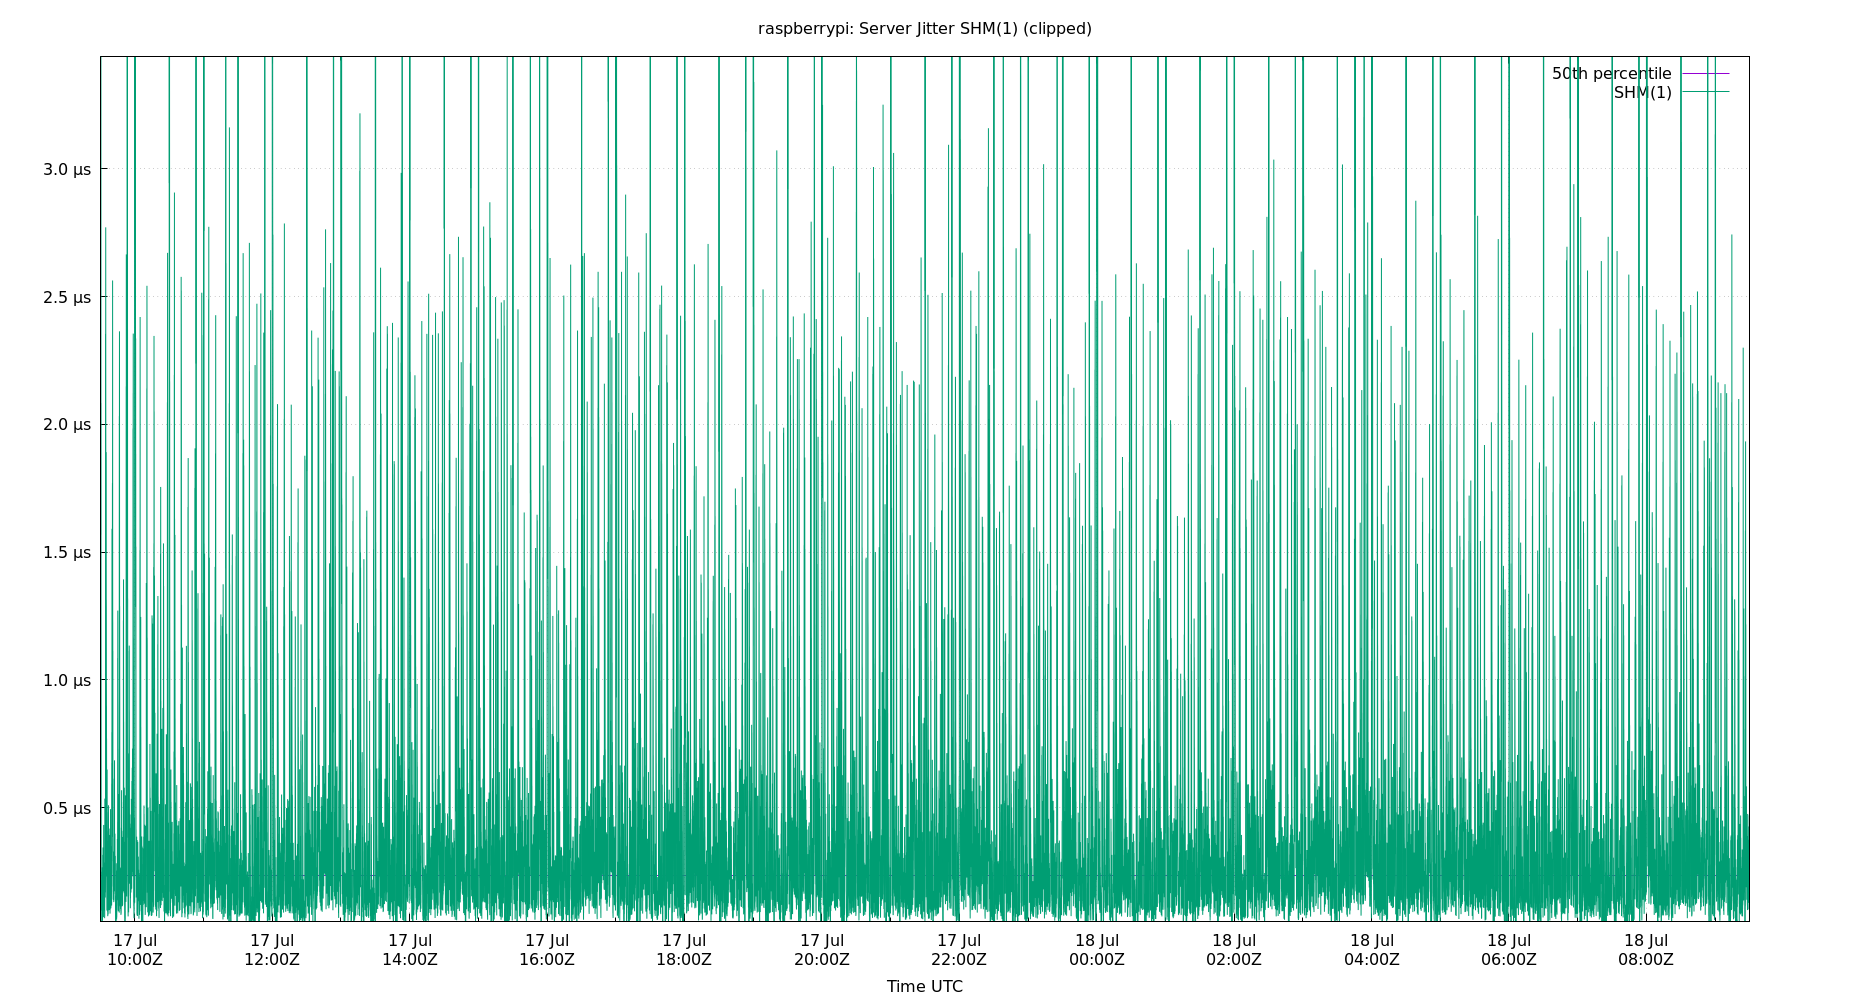 raspberrypi: Server Jitter SHM(1) (clipped)
50th percentile
SHM(1)
3.0 µs
2.5 µs
2.0 µs
1.5 µs
1.0 µs
0.5 µs
17 Jul 17 Jul 17 Jul 17 Jul 17 Jul 17 Jul 17 Jul 18 Jul 18 Jul 18 Jul 18 Jul 18 Jul
10:00Z 12:00Z 14:00Z 16:00Z 18:00Z 20:00Z 22:00Z 00:00Z 02:00Z 04:00Z 06:00Z 08:00Z
Time UTC